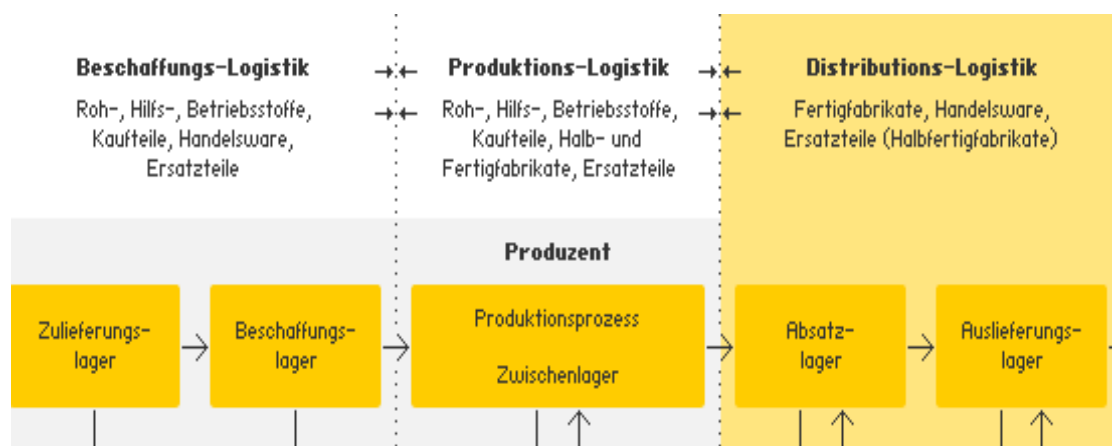 Beschaffungs-Logistik
Roh-, Hilfs-, Betriebsstoffe,
Kaufteile, Handelsware,
Ersatzteile
Produktions-Logistik
Roh-, Hilfs-, Betriebsstoffe,
Kaufteile, Halb- und
Fertigfabrikate, Ersatzteile
Distributions-Logistik
Fertigfabrikate, Handelsware,
Ersatzteile (Halbfertigfabrikate)
Produzent
Zulieferungs-
lager
Beschaffungs-
lager
Produktionsprozess
Zwischenlager
Absatz-
lager
Auslieferungs-
lager